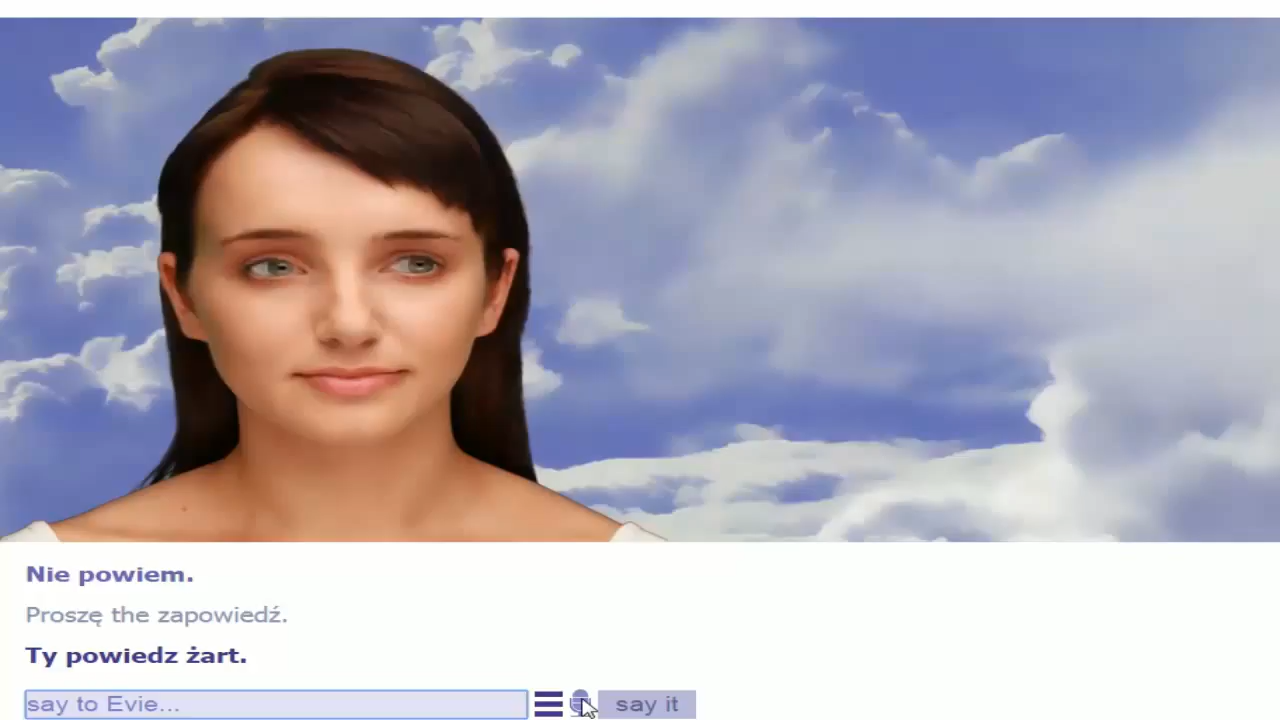 Nie powiem.
Proszę the zapowiedź.
Ty powiedz żart.
say to Evie... say it